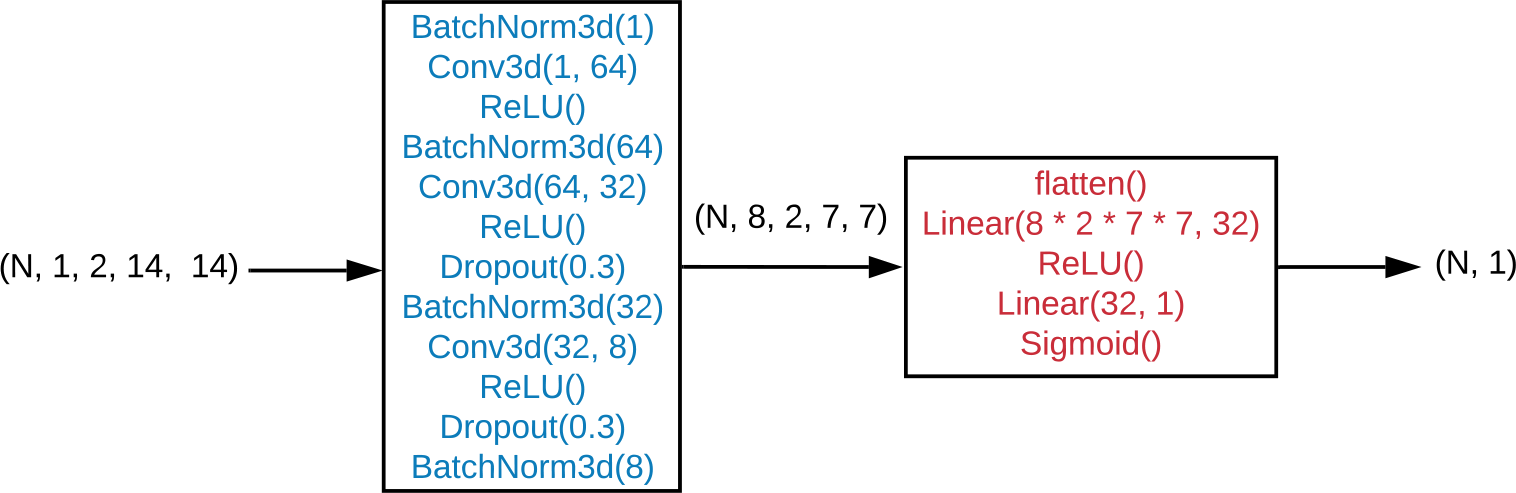 (N, 1, 2, 14,  14)
BatchNorm3d(1)
Conv3d(1, 64)
ReLU()
BatchNorm3d(64)
Conv3d(64, 32)
ReLU()
Dropout(0.3)
BatchNorm3d(32)
Conv3d(32, 8)
ReLU()
Dropout(0.3)
BatchNorm3d(8)
(N, 8, 2, 7, 7)
flatten()
Linear(8 * 2 * 7 * 7, 32)
ReLU()
Linear(32, 1)
Sigmoid()
(N, 1)